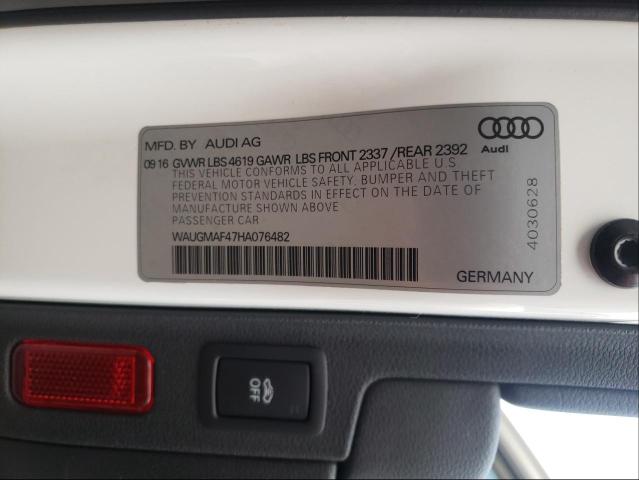 MFD. BY AUDI AG
09 16 GVWR LBS 4619 GAWR LBS FRONT 2337 /REAR 2392
THIS VEHICLE CONFORMS TO ALL APPLICABLE U S
FEDERAL MOTOR VEHICLE SAFETY, BUMPER AND THEFT
PREVENTION STANDARDS IN EFFECT ON THE DATE OF
MANUFACTURE SHOWN ABOVE
PASSENGER CAR
WAUGMAF47HA076482
Audi
4030628
GERMANY
OFF